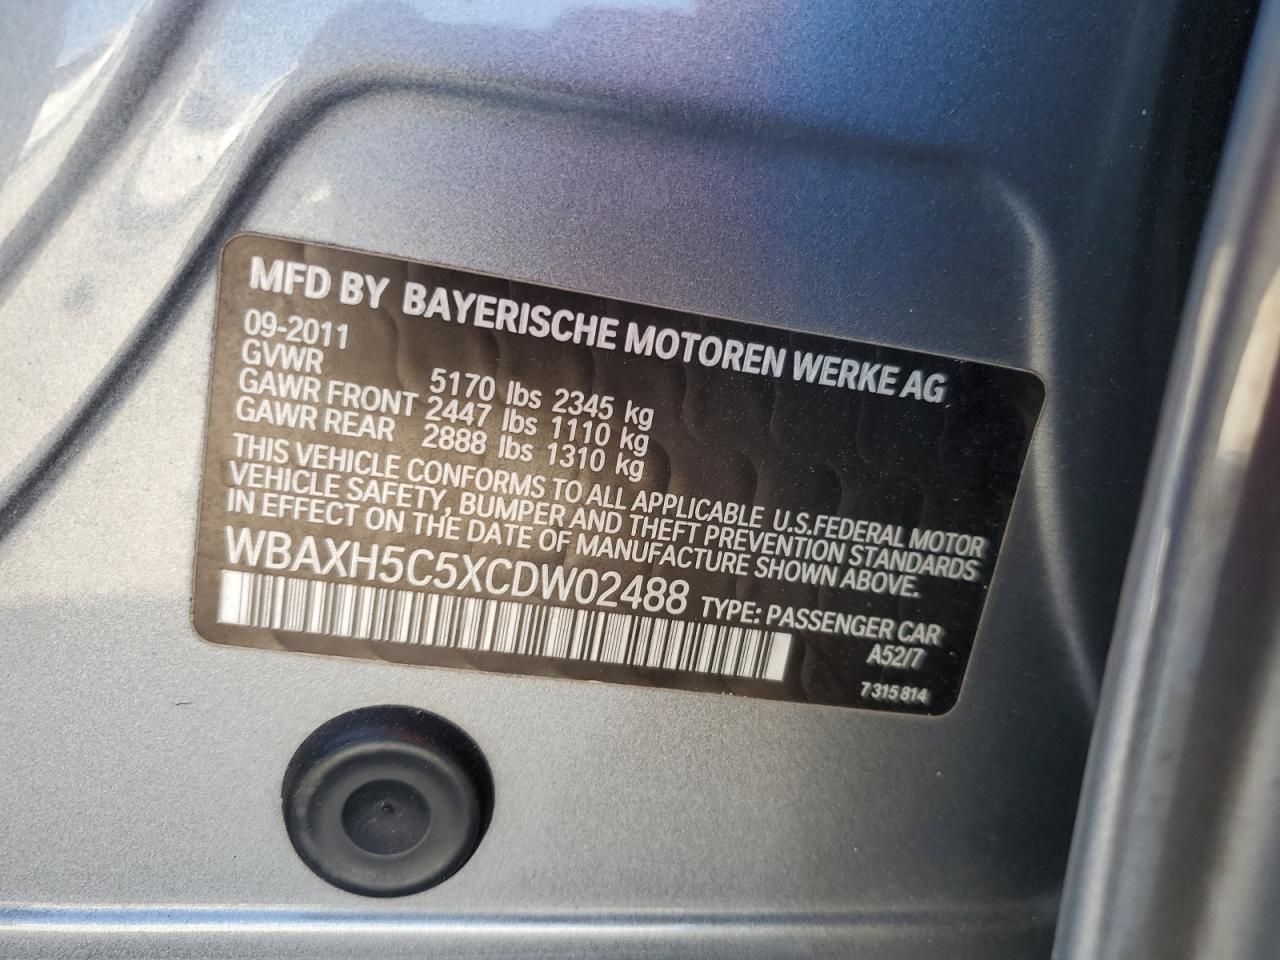 MFD BY BAYERISCHE MOTOREN WERKE AG
09-2011
GVWR 5170 lbs 2345 kg
GAWR FRONT 2447 lbs 1110 kg
GAWR REAR 2888 lbs 1310 kg
THIS VEHICLE CONFORMS TO ALL APPLICABLE U.S.FEDERAL MOTOR
VEHICLE SAFETY, BUMPER AND THEFT PREVENTION STANDARDS
IN EFFECT ON THE DATE OF MANUFACTURE SHOWN ABOVE.
WBAXH5C5XCDW02488 TYPE: PASSENGER CAR
A52/7
7 315 814